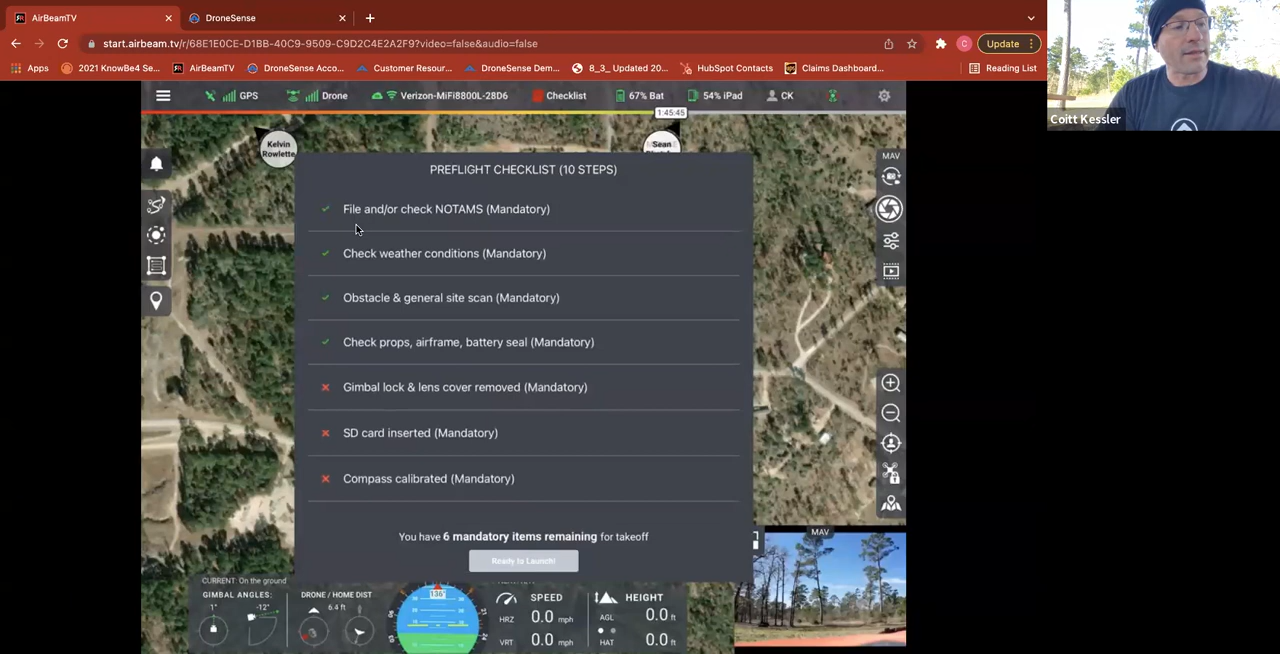 AirBeamTV
DroneSense
start.airbeam.tv/r/68E1E0CE-D1BB-40C9-9509-C9D2C4E2A2F9?video=false&audio=false
C
Update
Apps
2021 KnowBe4 Se...
AirBeamTV
DroneSense Acco...
Customer Resour...
DroneSense Dem...
8_3_ Updated 20...
HubSpot Contacts
Claims Dashboard...
Reading List
Coitt Kessler
GPS
Drone
Verizon-MiFi8800L-28D6
Checklist
67% Bat
54% iPad
CK
1:45:45
Kelvin
Rowlette
Sean
MAV
PREFLIGHT CHECKLIST (10 STEPS)
File and/or check NOTAMS (Mandatory)
Check weather conditions (Mandatory)
Obstacle & general site scan (Mandatory)
Check props, airframe, battery seal (Mandatory)
Gimbal lock & lens cover removed (Mandatory)
SD card inserted (Mandatory)
Compass calibrated (Mandatory)
You have 6 mandatory items remaining for takeoff
Ready to Launch!
MAV
CURRENT: On the ground
GIMBAL ANGLES:
1°
-12°
DRONE / HOME DIST
6.4 ft
136°
SPEED
HRZ
0.0 mph
VRT
0.0 mph
HEIGHT
AGL
0.0 ft
HAT
0.0 ft